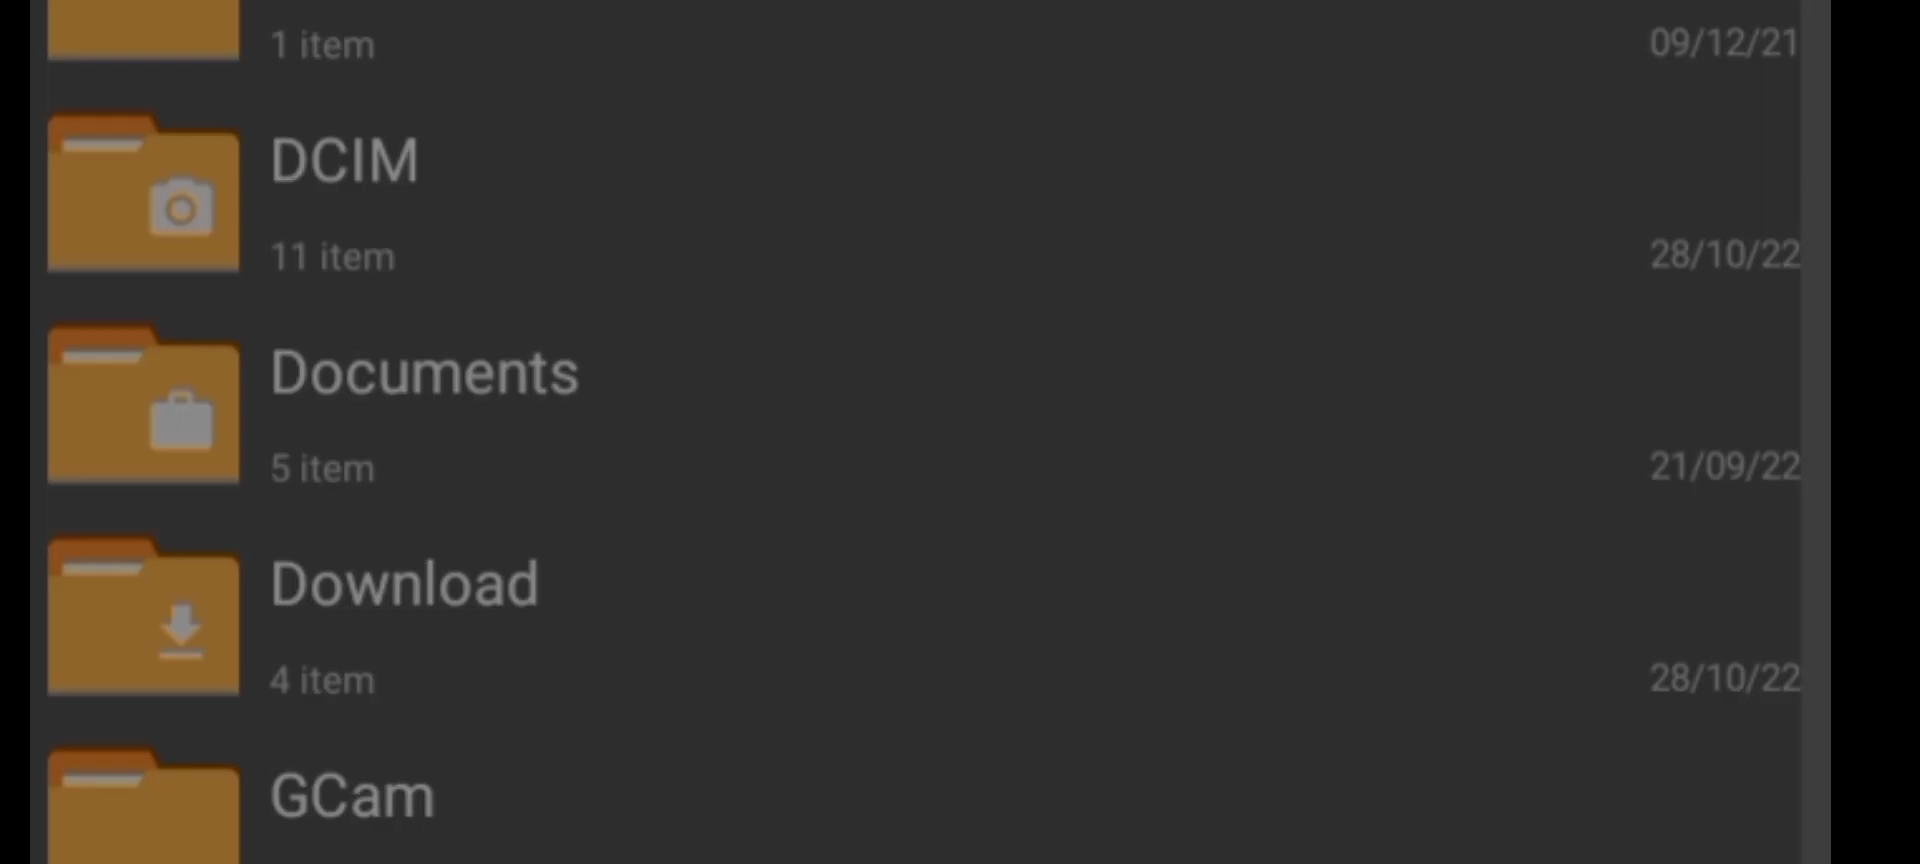 1 item
09/12/21
DCIM
11 item
28/10/22
Documents
5 item
21/09/22
Download
4 item
28/10/22
GCam